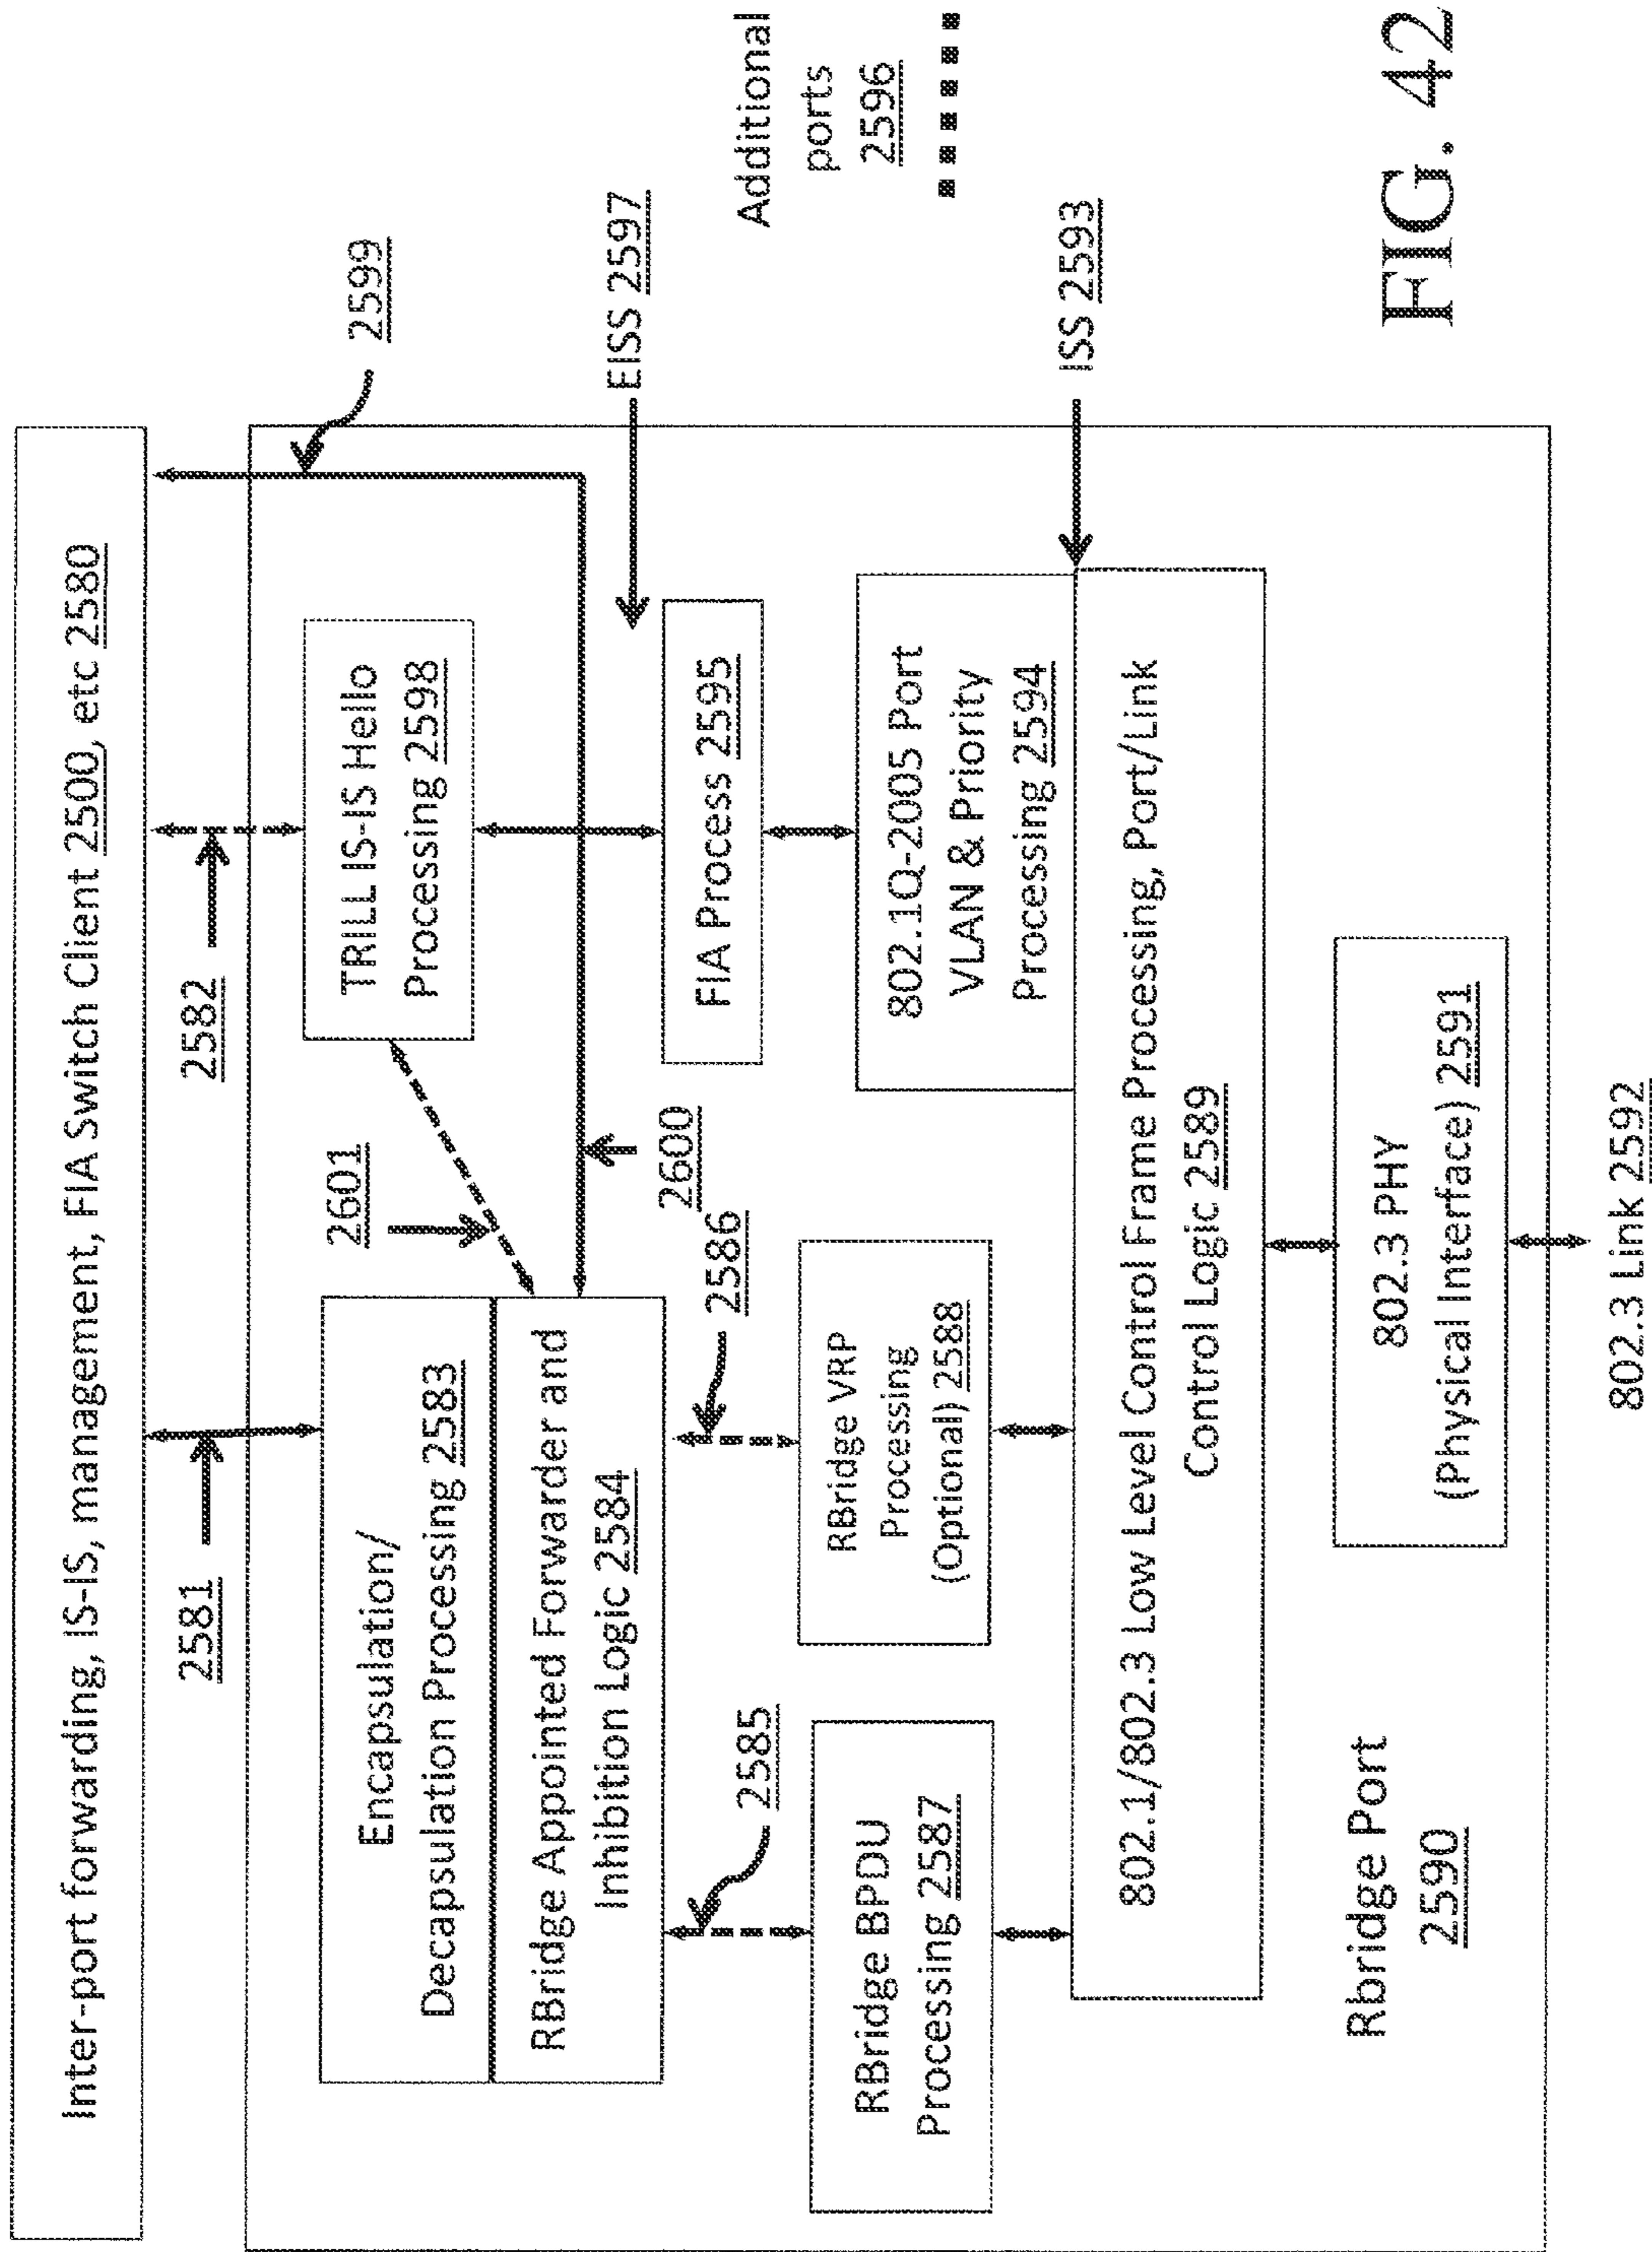 Inter-port forwarding, IS-IS, management, FIA Switch Client 2500, etc 2580
2581
2582
2599
Encapsulation/
Decapsulation Processing 2583
RBridge Appointed Forwarder and
Inhibition Logic 2584
2601
TRILL IS-IS Hello
Processing 2598
2600
EISS 2597
2585
2586
FIA Process 2595
Additional
ports
2596
RBridge BPDU
Processing 2587
RBridge VRP
Processing
(Optional) 2588
802.1Q-2005 Port
VLAN & Priority
Processing 2594
ISS 2593
802.1/802.3 Low Level Control Frame Processing, Port/Link
Control Logic 2589
Rbridge Port
2590
802.3 PHY
(Physical Interface) 2591
802.3 Link 2592
FIG. 42